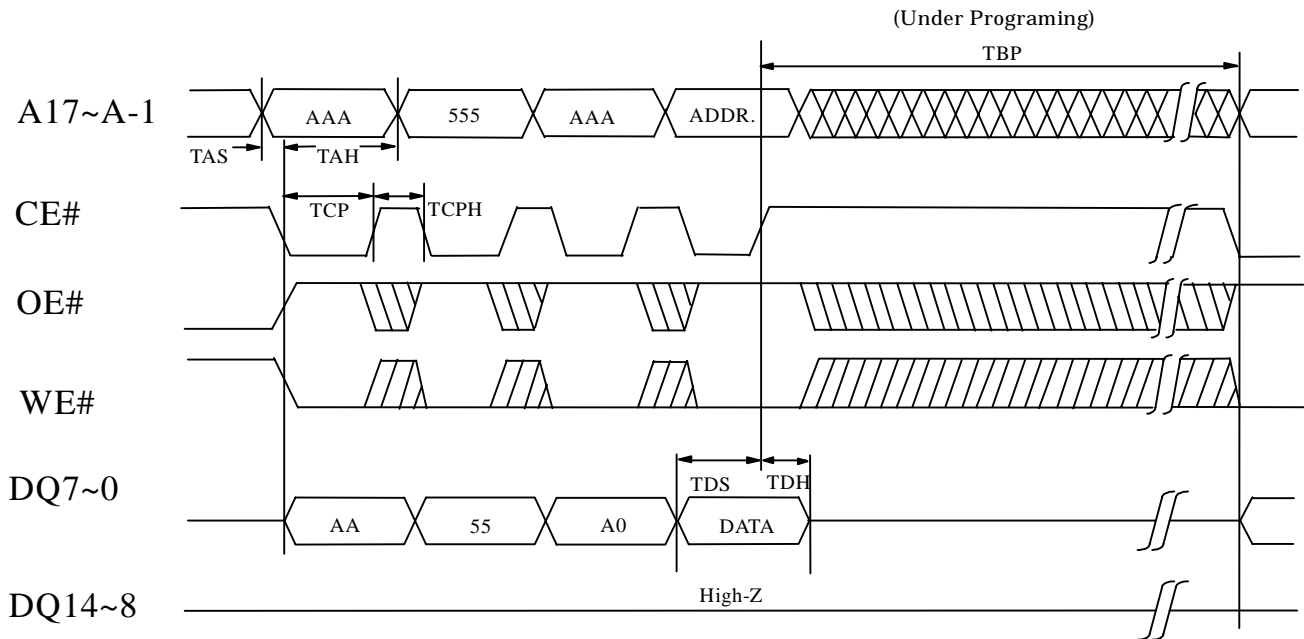 (Under Programing)
TBP
A17~A-1
AAA
555
AAA
ADDR.
TAS
TAH
CE#
TCP
TCPH
OE#
WE#
DQ7~0
TDS
TDH
AA
55
A0
DATA
DQ14~8
High-Z